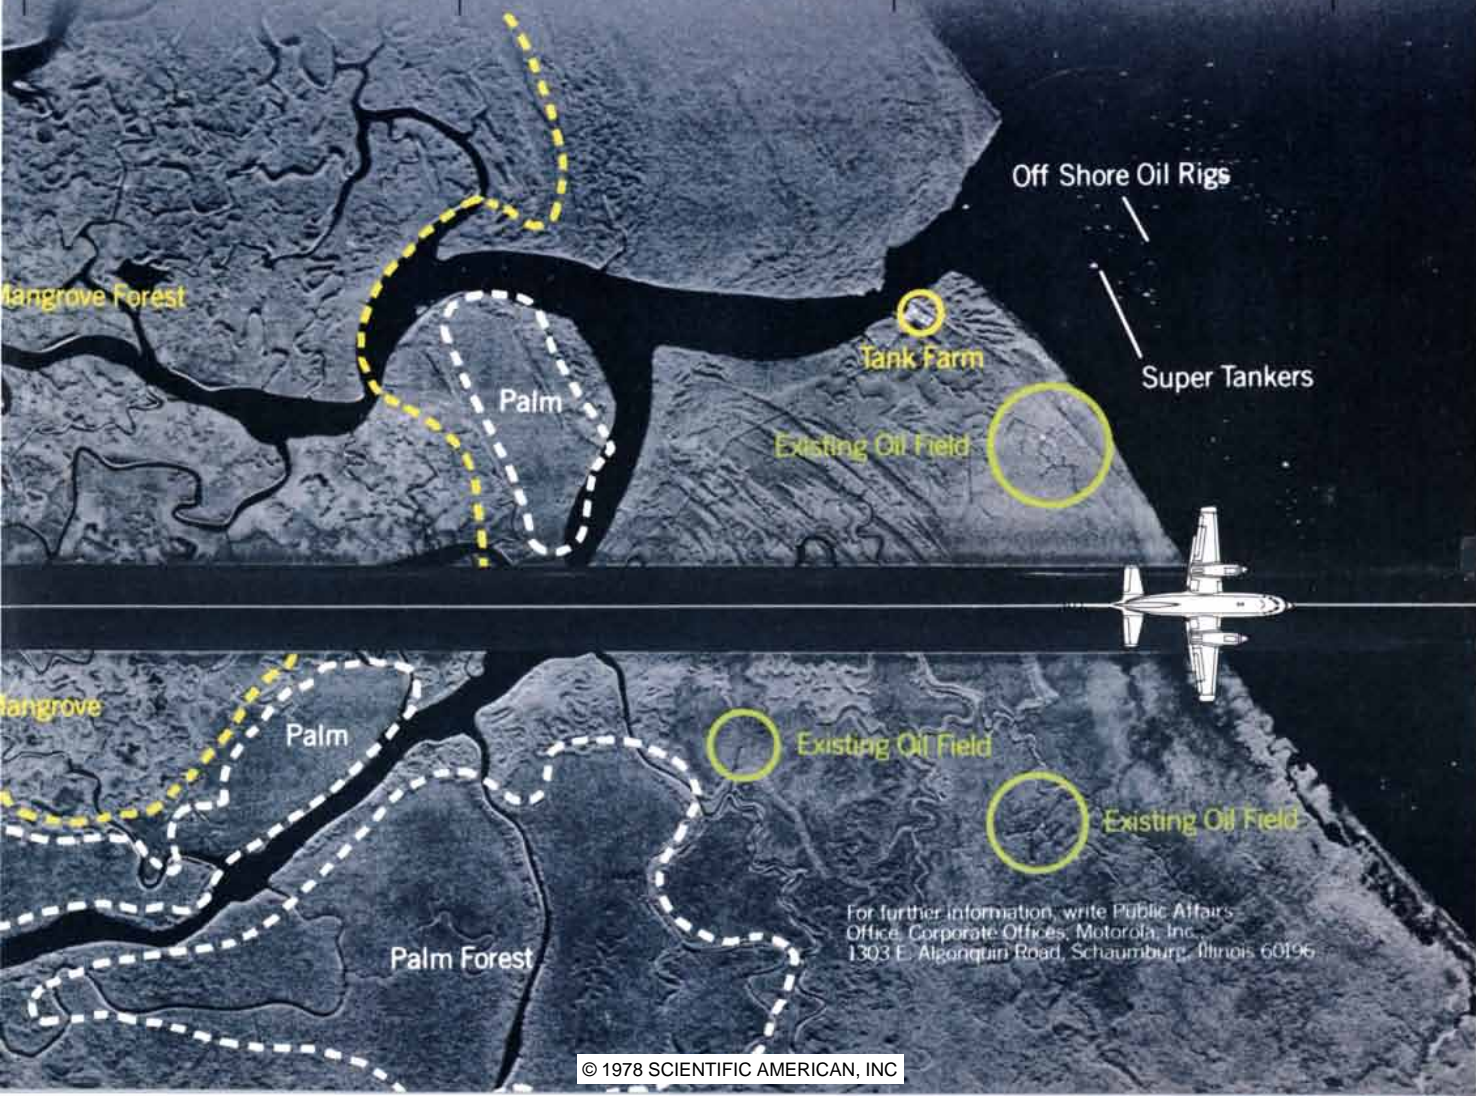 Off Shore Oil Rigs
Mangrove Forest
Tank Farm
Super Tankers
Palm
Existing Oil Field
Mangrove
Palm
Existing Oil Field
Existing Oil Field
For further information, write Public Affairs
Office, Corporate Offices, Motorola, Inc.,
1303 E. Algonquin Road, Schaumburg, Illinois 60196
Palm Forest
© 1978 SCIENTIFIC AMERICAN, INC